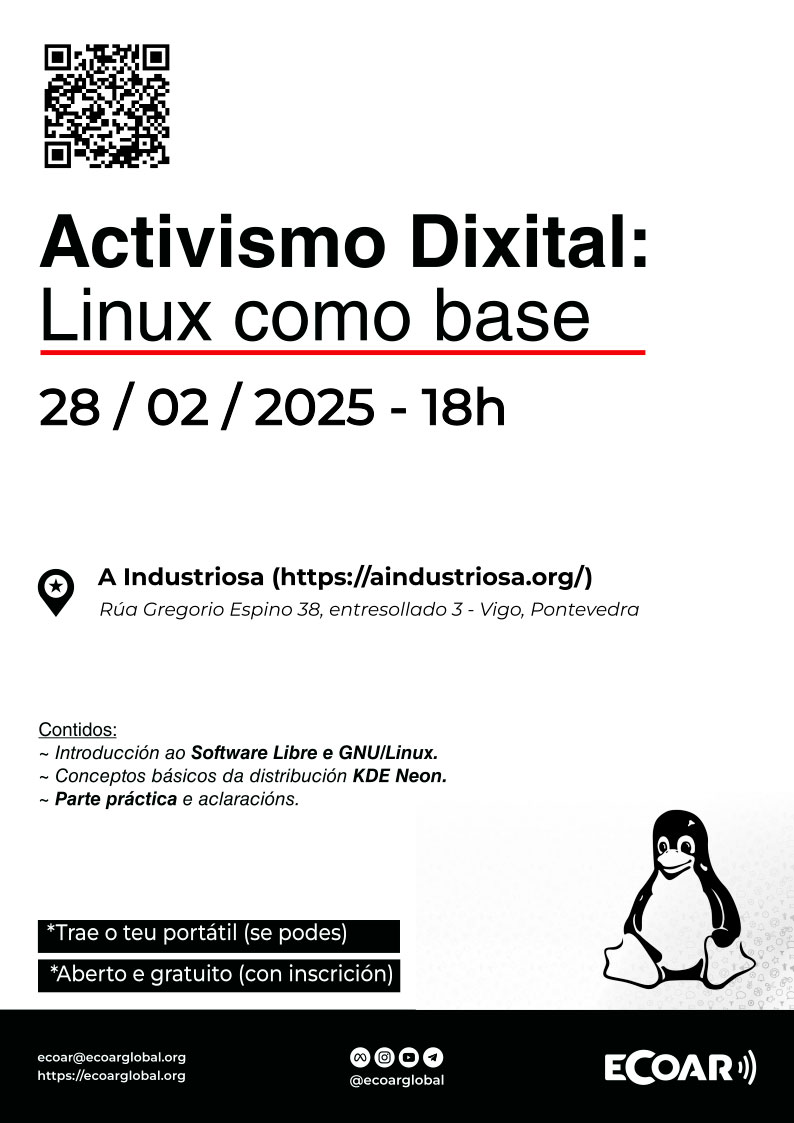 Activismo Dixital:
Linux como base
28 / 02 / 2025 - 18h
A Industriosa (https://aindustriosa.org/)
Rúa Gregorio Espino 38, entresollado 3 - Vigo, Pontevedra
Contidos:
~ Introducción ao Software Libre e GNU/Linux.
~ Conceptos básicos da distribución KDE Neon.
~ Parte práctica e aclaracións.
*Trae o teu portátil (se podes)
*Aberto e gratuito (con inscrición)
ecoar@ecoarglobal.org
https://ecoarglobal.org
@ecoarglobal
ECOAR